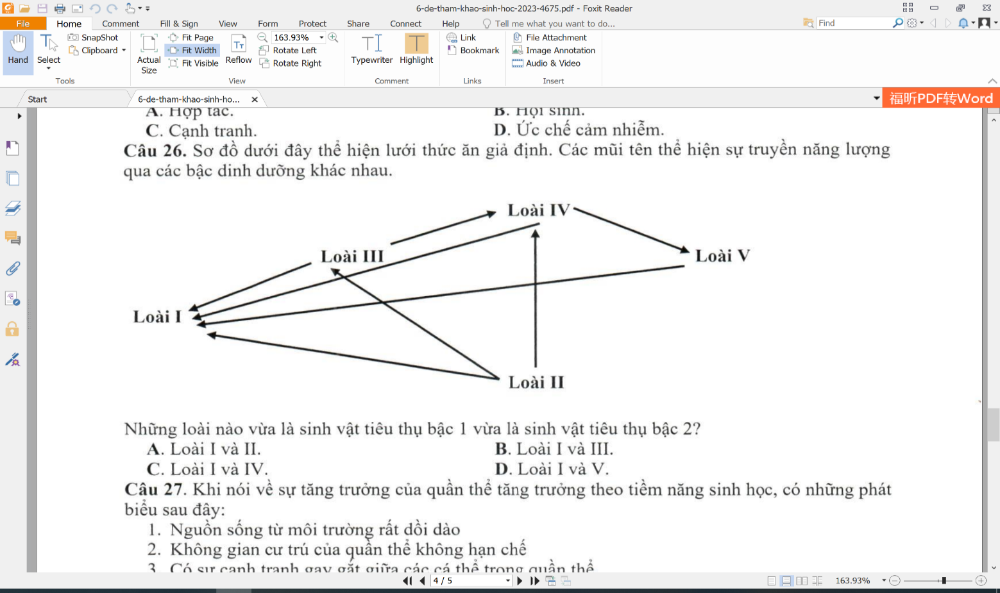 6-de-tham-khao-sinh-hoc-2023-4675.pdf - Foxit Reader
File Home Comment Fill & Sign View Form Protect Share Connect Help Tell me what you want to do... Find
Hand
Select
SnapShot
Clipboard
Tools
Actual Size
Fit Page
Fit Width
Fit Visible
Reflow
163.93%
Rotate Left
Rotate Right
View
Typewriter
Highlight
Comment
Link
Bookmark
Links
File Attachment
Image Annotation
Audio & Video
Insert
Start 6-de-tham-khao-sinh-ho... 福昕PDF转Word
A. Hợp tác. B. Hội sinh.
C. Cạnh tranh. D. Ức chế cảm nhiễm.
Câu 26. Sơ đồ dưới đây thể hiện lưới thức ăn giả định. Các mũi tên thể hiện sự truyền năng lượng
qua các bậc dinh dưỡng khác nhau.
Loài IV
Loài III
Loài V
Loài I
Loài II
Những loài nào vừa là sinh vật tiêu thụ bậc 1 vừa là sinh vật tiêu thụ bậc 2?
A. Loài I và II. B. Loài I và III.
C. Loài I và IV. D. Loài I và V.
Câu 27. Khi nói về sự tăng trưởng của quần thể tăng trưởng theo tiềm năng sinh học, có những phát
biểu sau đây:
1. Nguồn sống từ môi trường rất dồi dào
2. Không gian cư trú của quần thể không hạn chế
3. Có sự cạnh tranh gay gắt giữa các cá thể trong quần thể
4 / 5 163.93%